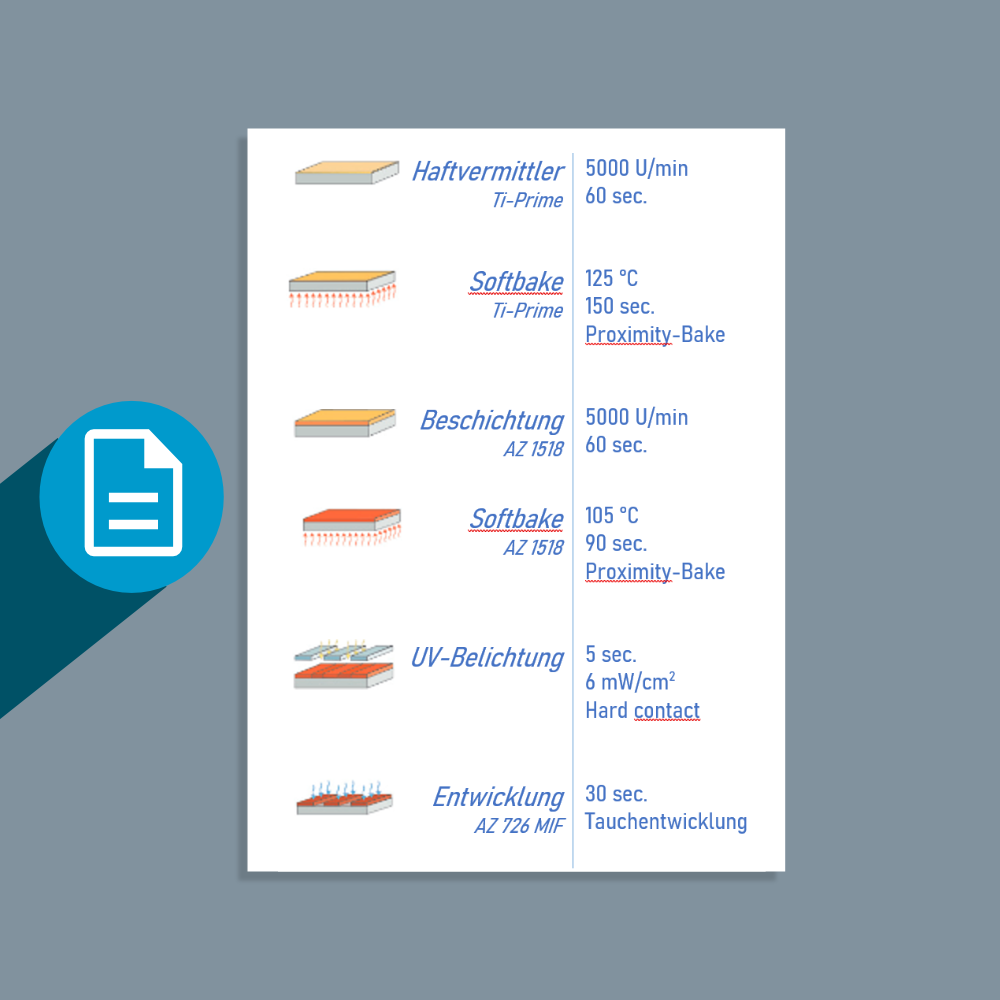 Haftvermittler
Ti-Prime
5000 U/min
60 sec.
Softbake
Ti-Prime
125 °C
150 sec.
Proximity-Bake
Beschichtung
AZ 1518
5000 U/min
60 sec.
Softbake
AZ 1518
105 °C
90 sec.
Proximity-Bake
UV-Belichtung
5 sec.
6 mW/cm²
Hard contact
Entwicklung
AZ 726 MIF
30 sec.
Tauchentwicklung